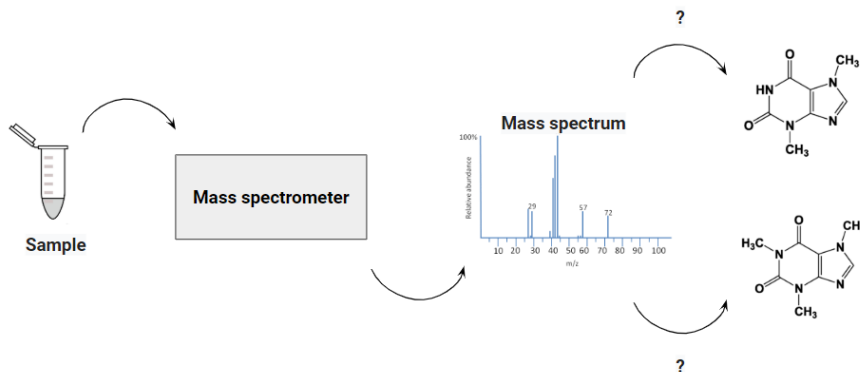 ?
Sample
Mass spectrometer
Mass spectrum
100%
Relative abundance
29
57
72
10 20 30 40 50 60 70 80 90 100
m/z
O
CH₃
HN
N
O
N
N
CH₃
O
CH
H₃C
N
N
O
N
N
CH₃
?